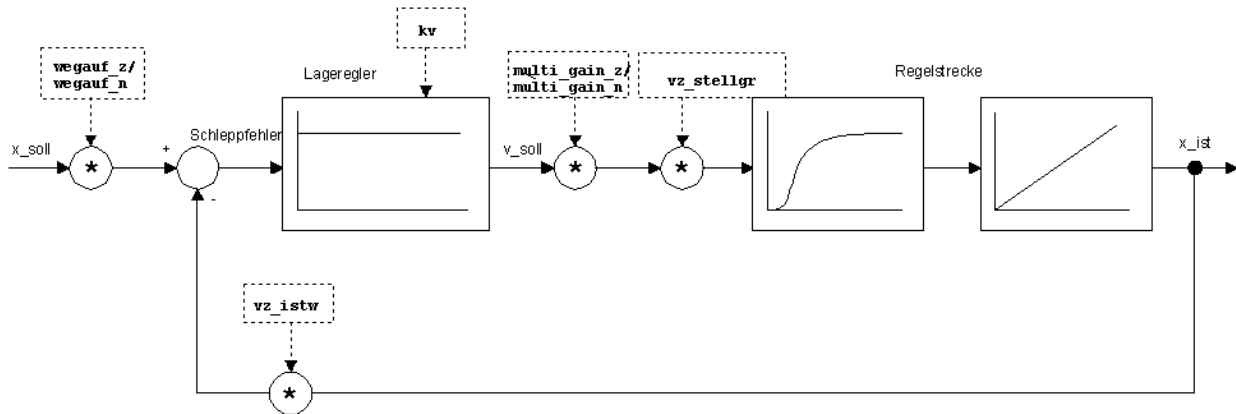 kv
wegauf_z/
wegauf_n
Lageregler
multi_gain_z/
multi_gain_n
vz_stellgr
Regelstrecke
Schleppfehler
x_soll
*
+
-
v_soll
*
*
x_ist
vz_istw
*